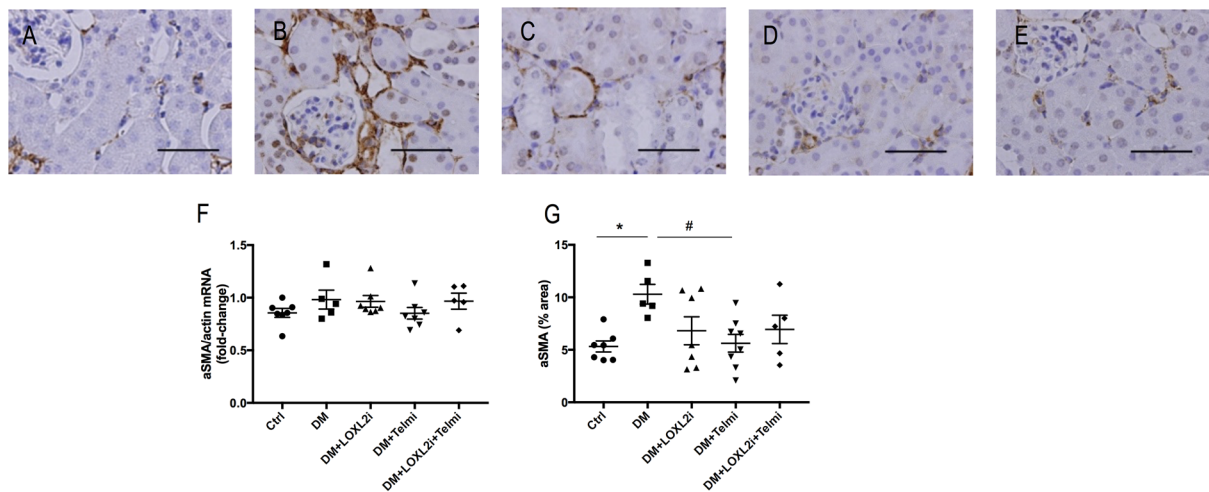 A
B
C
D
E
F
G
aSMA/actin mRNA
(fold-change)
1.5
1.0
0.5
0.0
Ctrl
DM
DM+LOXL2i
DM+Telmi
DM+LOXL2i+Telmi
aSMA (% area)
15
10
5
0
*
#
Ctrl
DM
DM+LOXL2i
DM+Telmi
DM+LOXL2i+Telmi